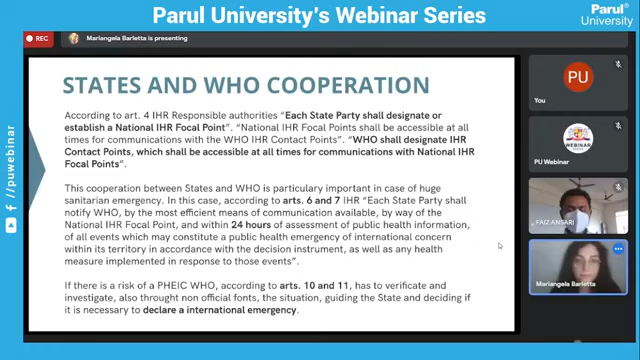 Parul University's Webinar Series
Parul®
University
REC
Mariangela Barletta is presenting
f/puwebinar
STATES AND WHO COOPERATION
According to art. 4 IHR Responsible authorities “Each State Party shall designate or
establish a National IHR Focal Point”. “National IHR Focal Points shall be accessible at all
times for communications with the WHO IHR Contact Points”. “WHO shall designate IHR
Contact Points, which shall be accessible at all times for communications with National IHR
Focal Points”.
This cooperation between States and WHO is particularly important in case of huge
sanitarian emergency. In this case, according to arts. 6 and 7 IHR “Each State Party shall
notify WHO, by the most efficient means of communication available, by way of the
National IHR Focal Point, and within 24 hours of assessment of public health information,
of all events which may constitute a public health emergency of international concern
within its territory in accordance with the decision instrument, as well as any health
measure implemented in response to those events”.
If there is a risk of a PHEIC WHO, according to arts. 10 and 11, has to verificate and
investigate, also throught non official fonts, the situation, guiding the State and deciding if
it is necessary to declare a international emergency.
PU
You
WEBINAR
PU Webinar
FAIZ ANSARI
Mariangela Barletta
/puwebinar